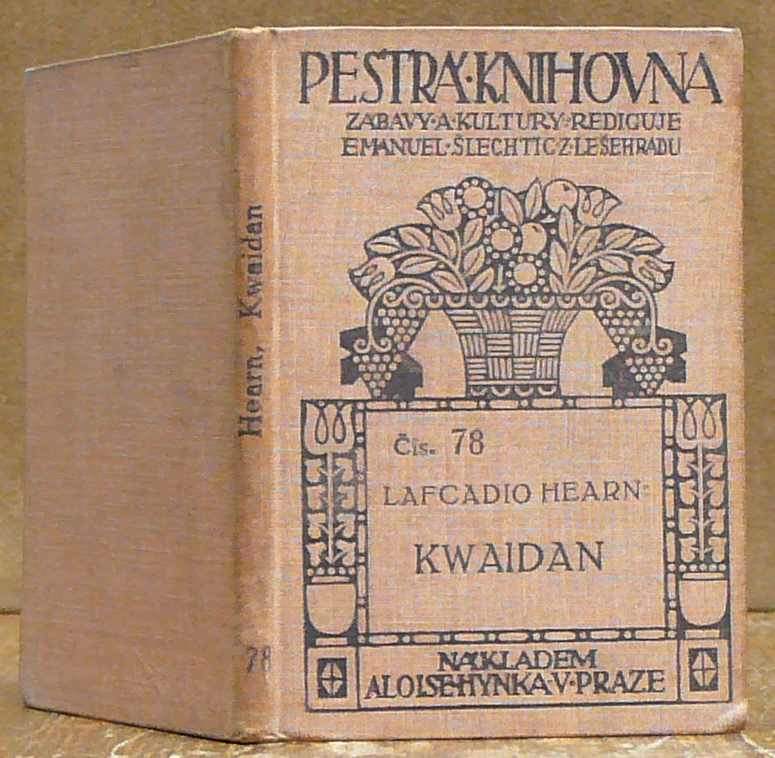 PESTRÁ·KNIHOVNA
ZÁBAVY·A·KULTURY·REDIGUJE
EMANUEL·ŠLECHTIC·Z·LEŠEHRADU
Čís. 78
LAFCADIO HEARN:
KWAIDAN
NÁKLADEM
ALOISE·HYNKA·V·PRAZE
Hearn, Kwaidan
78